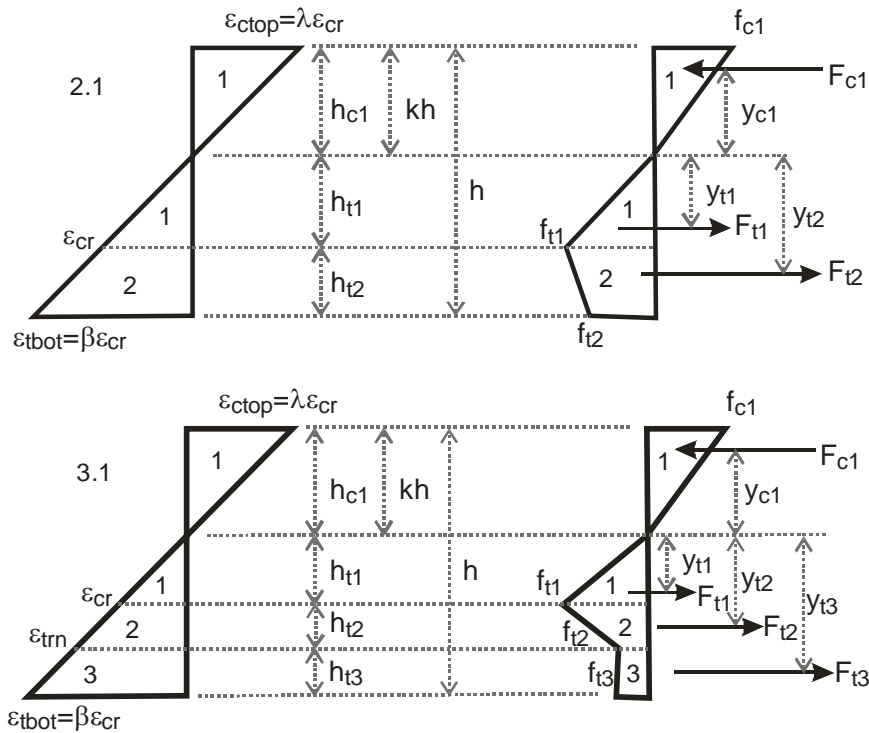 εctop=λεcr
fc1
2.1
1
hc1
kh
1
Fc1
yc1
h
1
ht1
εcr
ft1
1
yt1
Ft1
yt2
2
ht2
2
Ft2
εtbot=βεcr
ft2
εctop=λεcr
fc1
3.1
1
hc1
kh
1
Fc1
yc1
h
1
ht1
εcr
ft1
1
yt1
Ft1
yt2
yt3
εtrn
2
ht2
ft2
2
Ft2
3
ht3
ft3
3
Ft3
εtbot=βεcr